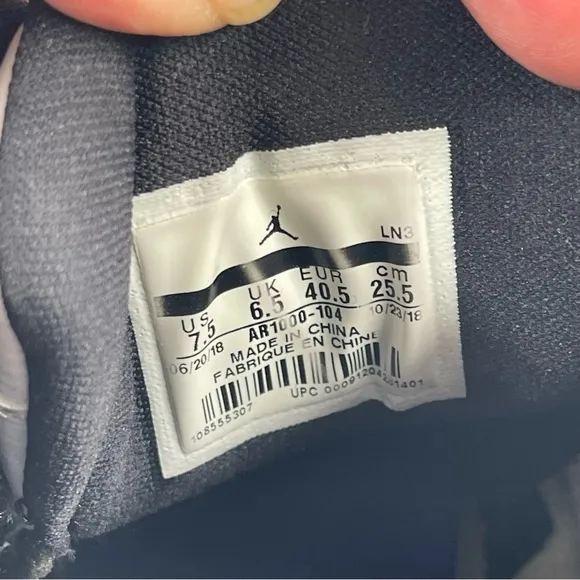 LN3
US UK EUR cm
7.5 6.5 40.5 25.5
06/20/18 AR1000-104 10/23/18
MADE IN CHINA
FABRIQUE EN CHINE
108555307 UPC